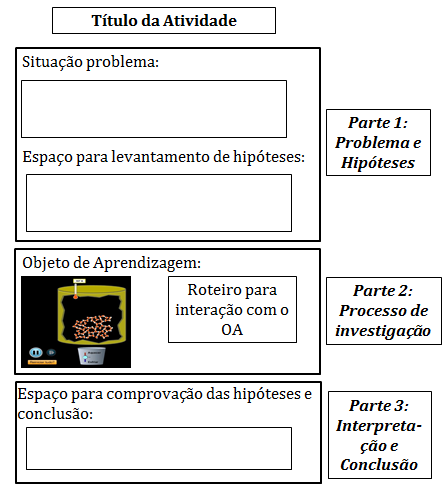 Título da Atividade
Situação problema:
Espaço para levantamento de hipóteses:
Parte 1:
Problema e
Hipóteses
Objeto de Aprendizagem:
Roteiro para
interação com o
OA
Parte 2:
Processo de
investigação
Espaço para comprovação das hipóteses e
conclusão:
Parte 3:
Interpreta-
ção e
Conclusão